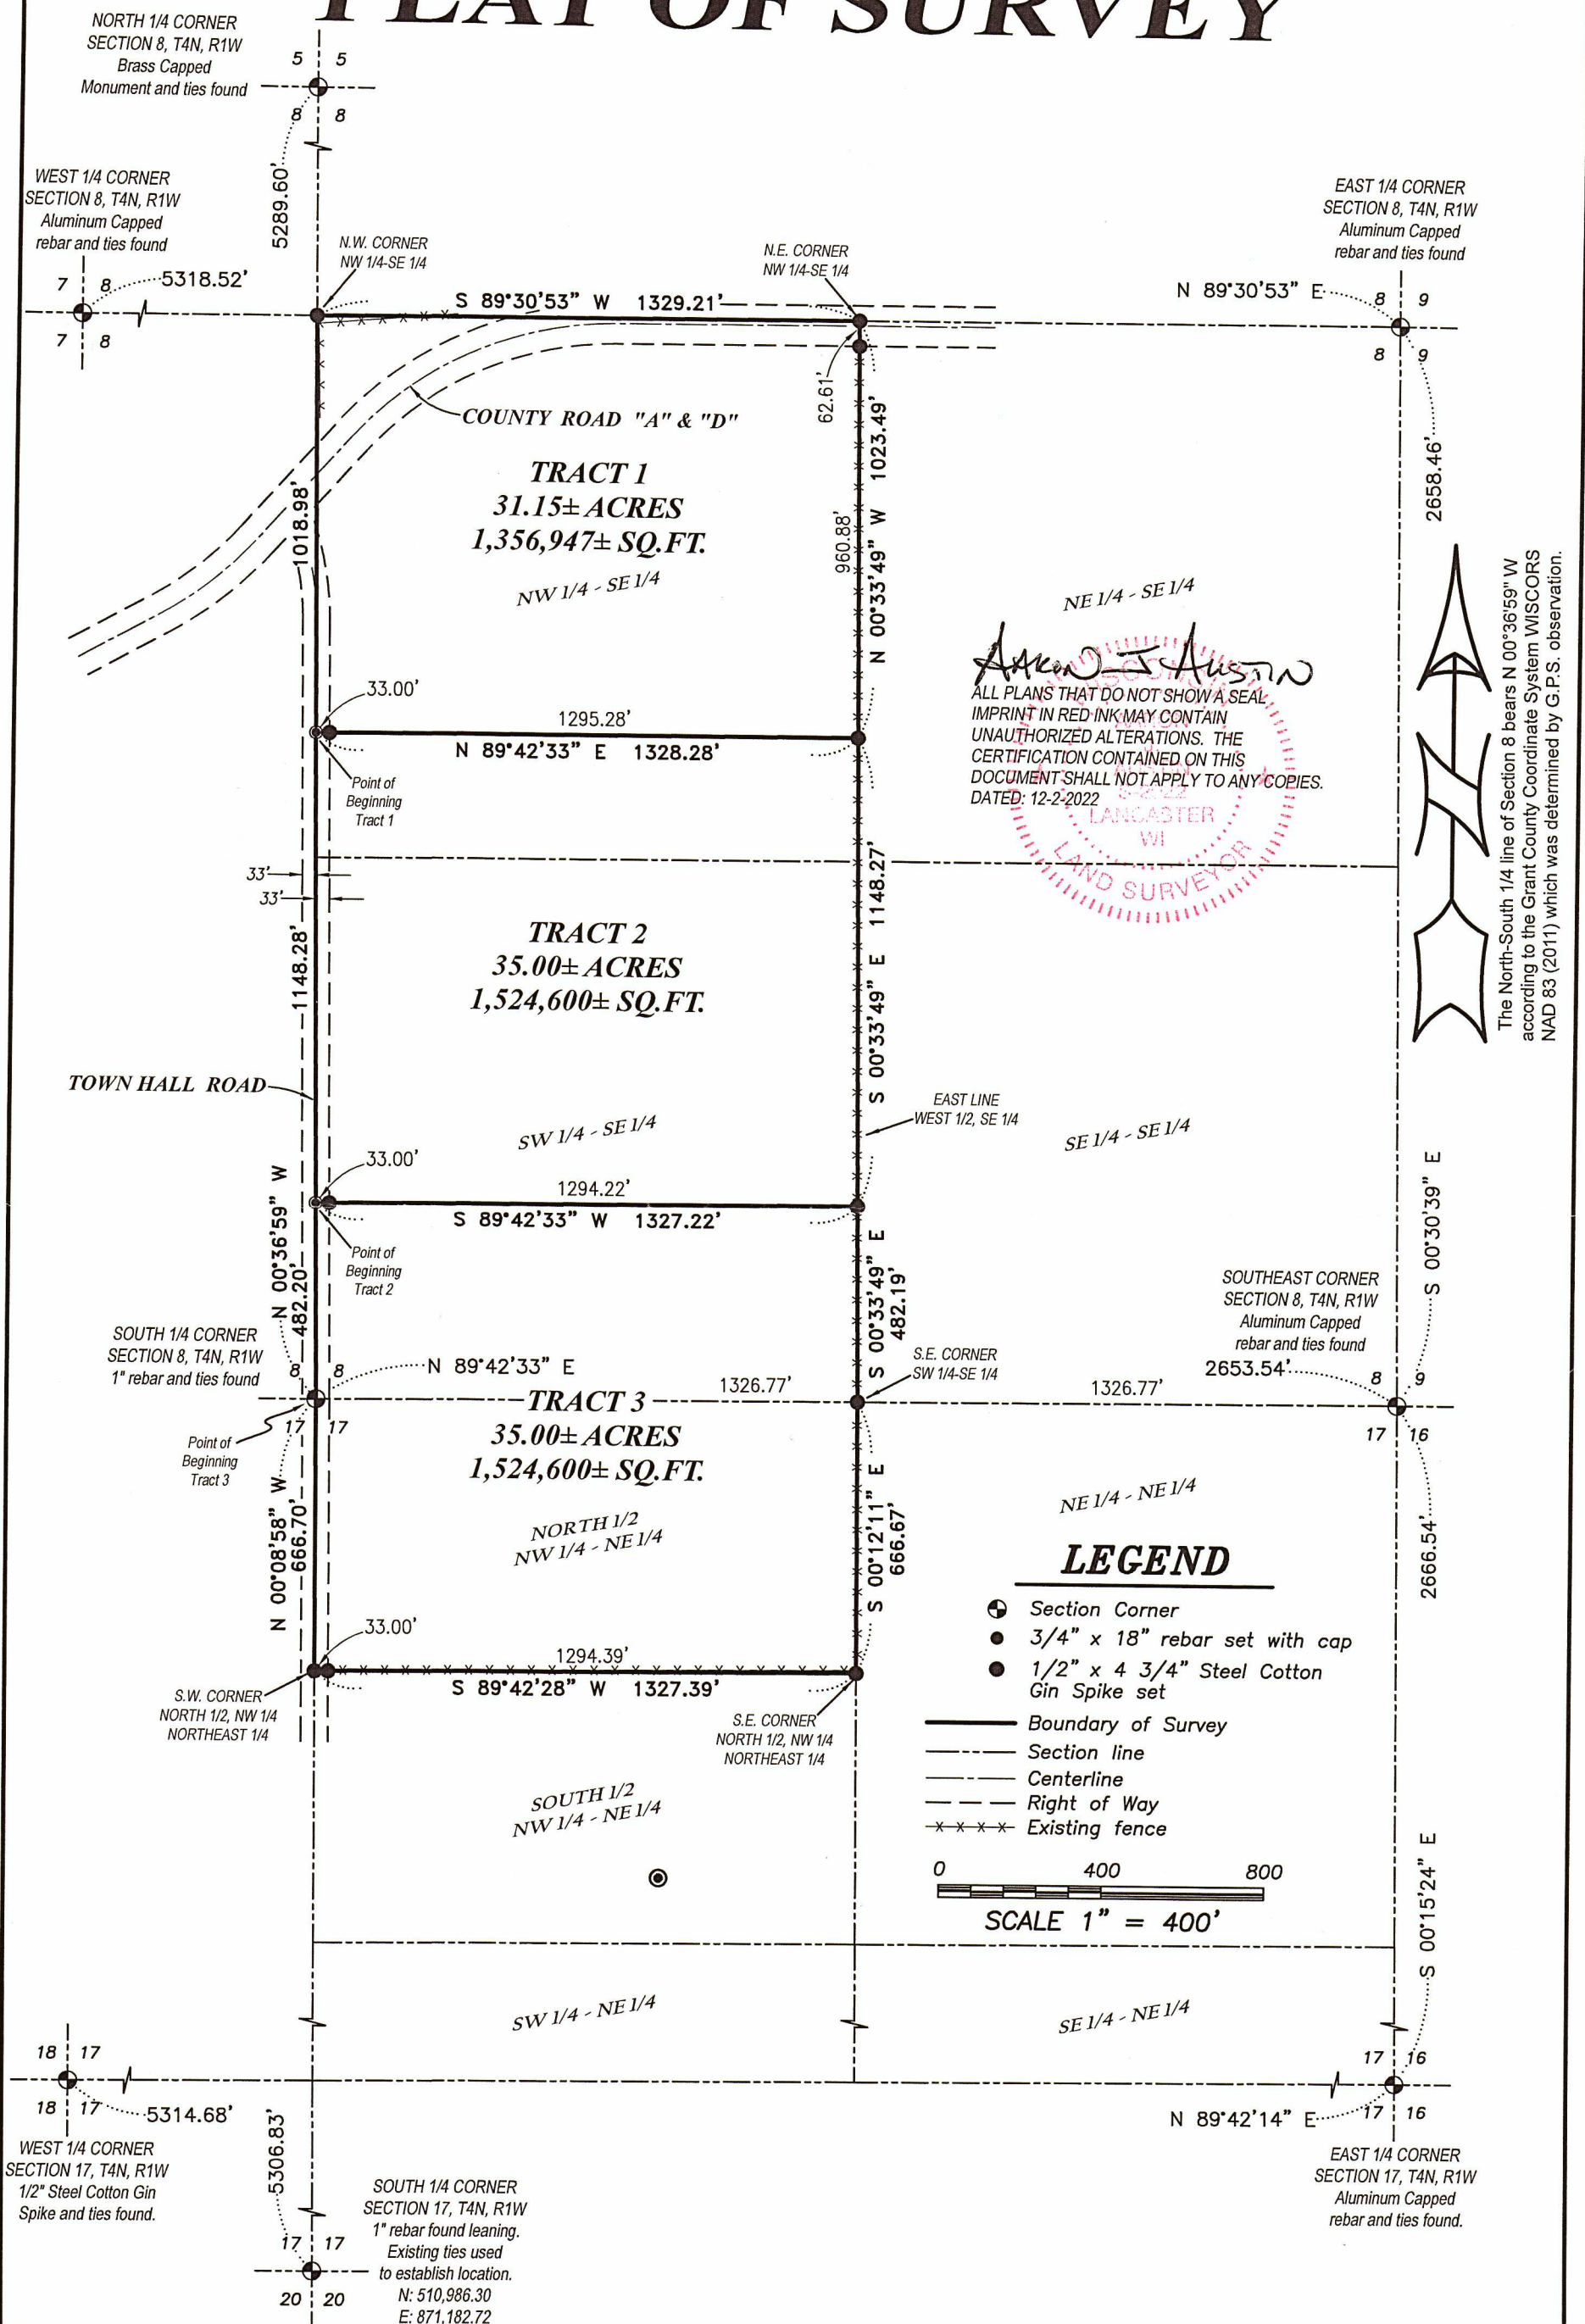 PLAT OF SURVEY
NORTH 1/4 CORNER
SECTION 8, T4N, R1W
Brass Capped
Monument and ties found
5 5
8 8
5289.60'
WEST 1/4 CORNER
SECTION 8, T4N, R1W
Aluminum Capped
rebar and ties found
7 8
5318.52'
7 8
N.W. CORNER
NW 1/4-SE 1/4
N.E. CORNER
NW 1/4-SE 1/4
EAST 1/4 CORNER
SECTION 8, T4N, R1W
Aluminum Capped
rebar and ties found
S 89°30'53" W 1329.21'
N 89°30'53" E
8 9
8 9
62.61'
COUNTY ROAD "A" & "D"
TRACT 1
31.15± ACRES
1,356,947± SQ.FT.
NW 1/4 - SE 1/4
1018.98'
960.88'
N 00°33'49" W 1023.49'
2658.46'
NE 1/4 - SE 1/4
AARON J AUSTIN
ALL PLANS THAT DO NOT SHOW A SEAL
IMPRINT IN RED INK MAY CONTAIN
UNAUTHORIZED ALTERATIONS. THE
CERTIFICATION CONTAINED ON THIS
DOCUMENT SHALL NOT APPLY TO ANY COPIES.
DATED: 12-2-2022
WISCONSIN
AARON
J.
AUSTIN
LANCASTER
WI
LAND SURVEYOR
The North-South 1/4 line of Section 8 bears N 00°36'59" W
according to the Grant County Coordinate System WISCORS
NAD 83 (2011) which was determined by G.P.S. observation.
33.00'
1295.28'
N 89°42'33" E 1328.28'
Point of
Beginning
Tract 1
33'
33'
1148.28'
TRACT 2
35.00± ACRES
1,524,600± SQ.FT.
S 00°33'49" E 1148.27'
TOWN HALL ROAD
SW 1/4 - SE 1/4
EAST LINE
WEST 1/2, SE 1/4
SE 1/4 - SE 1/4
33.00'
1294.22'
S 89°42'33" W 1327.22'
Point of
Beginning
Tract 2
N 00°36'59" W
482.20'
S 00°33'49" E
482.19'
S 00°30'39" E
SOUTHEAST CORNER
SECTION 8, T4N, R1W
Aluminum Capped
rebar and ties found
SOUTH 1/4 CORNER
SECTION 8, T4N, R1W
1" rebar and ties found
8 8
N 89°42'33" E
1326.77'
S.E. CORNER
SW 1/4-SE 1/4
1326.77'
2653.54'
8 9
17 17
17 16
Point of
Beginning
Tract 3
TRACT 3
35.00± ACRES
1,524,600± SQ.FT.
NORTH 1/2
NW 1/4 - NE 1/4
N 00°08'58" W
666.70'
S 00°12'11" E
666.67'
NE 1/4 - NE 1/4
2666.54'
33.00'
1294.39'
S 89°42'28" W 1327.39'
S.W. CORNER
NORTH 1/2, NW 1/4
NORTHEAST 1/4
S.E. CORNER
NORTH 1/2, NW 1/4
NORTHEAST 1/4
LEGEND
Section Corner
3/4" x 18" rebar set with cap
1/2" x 4 3/4" Steel Cotton
Gin Spike set
Boundary of Survey
Section line
Centerline
Right of Way
Existing fence
0 400 800
SCALE 1" = 400'
SOUTH 1/2
NW 1/4 - NE 1/4
S 00°15'24" E
SW 1/4 - NE 1/4
SE 1/4 - NE 1/4
18 17
18 17
5314.68'
WEST 1/4 CORNER
SECTION 17, T4N, R1W
1/2" Steel Cotton Gin
Spike and ties found.
17 16
17 16
N 89°42'14" E
EAST 1/4 CORNER
SECTION 17, T4N, R1W
Aluminum Capped
rebar and ties found.
5306.83'
17 17
20 20
SOUTH 1/4 CORNER
SECTION 17, T4N, R1W
1" rebar found leaning.
Existing ties used
to establish location.
N: 510,986.30
E: 871,182.72